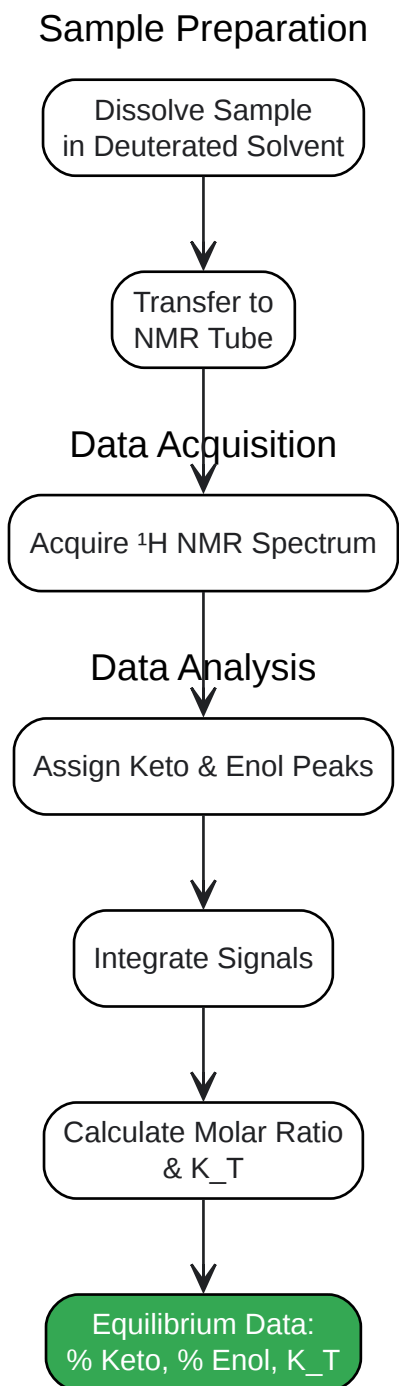 Sample Preparation
Dissolve Sample
in Deuterated Solvent
Transfer to
NMR Tube
Data Acquisition
Acquire ¹H NMR Spectrum
Data Analysis
Assign Keto & Enol Peaks
Integrate Signals
Calculate Molar Ratio
& K_T
Equilibrium Data:
% Keto, % Enol, K_T